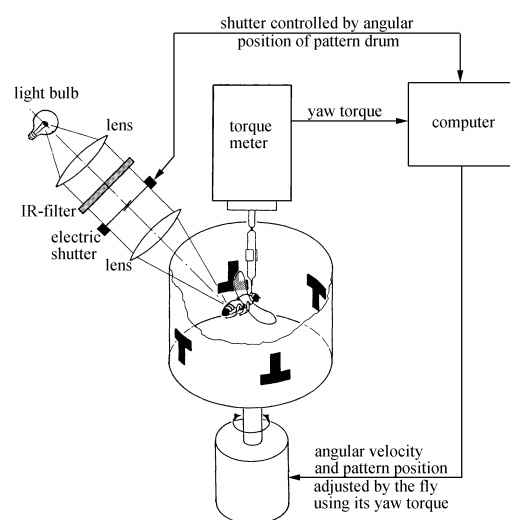 shutter controlled by angular
position of pattern drum
light bulb
lens
torque
meter
yaw torque
computer
IR-filter
electric
shutter
lens
angular velocity
and pattern position
adjusted by the fly
using its yaw torque